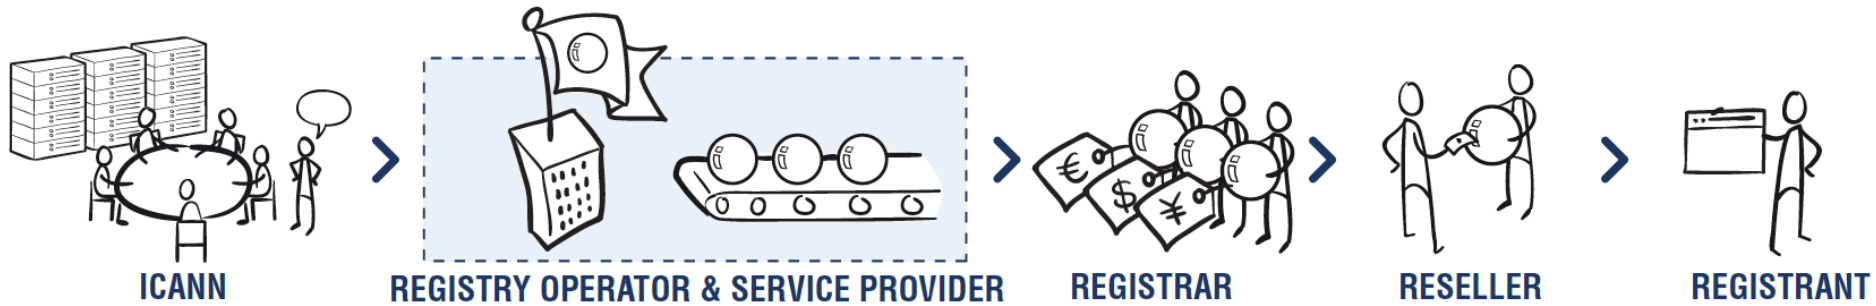 €
$
¥
ICANN
REGISTRY OPERATOR & SERVICE PROVIDER
REGISTRAR
RESELLER
REGISTRANT